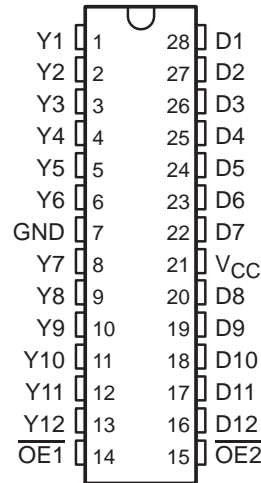 Y1 1 28 D1
Y2 2 27 D2
Y3 3 26 D3
Y4 4 25 D4
Y5 5 24 D5
Y6 6 23 D6
GND 7 22 D7
Y7 8 21 VCC
Y8 9 20 D8
Y9 10 19 D9
Y10 11 18 D10
Y11 12 17 D11
Y12 13 16 D12
O̅E̅1̅ 14 15 O̅E̅2̅